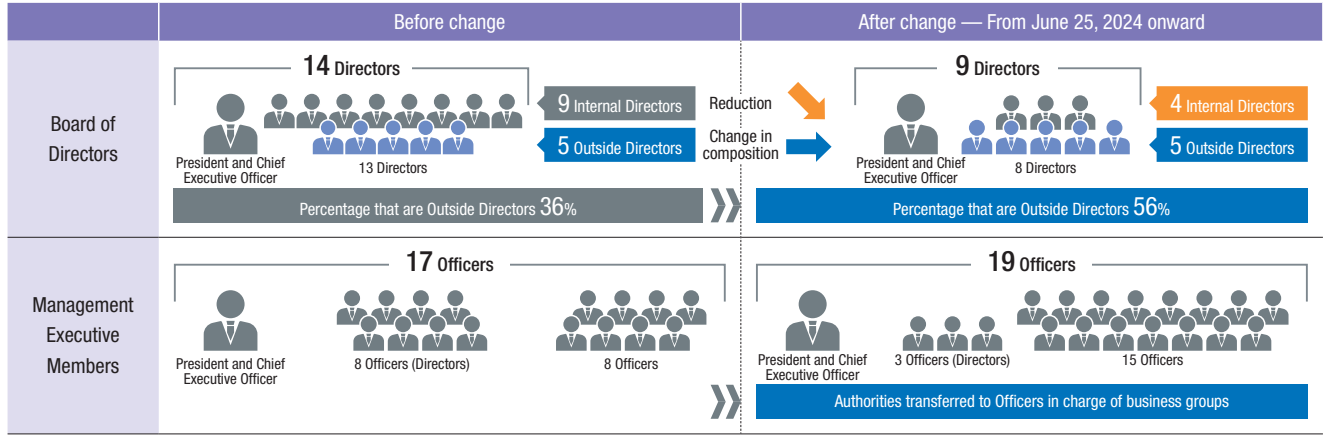 Before change
After change — From June 25, 2024 onward
Board of
Directors
14 Directors
President and Chief
Executive Officer
13 Directors
9 Internal Directors
5 Outside Directors
Percentage that are Outside Directors 36%
Reduction
Change in
composition
9 Directors
President and Chief
Executive Officer
8 Directors
4 Internal Directors
5 Outside Directors
Percentage that are Outside Directors 56%
Management
Executive
Members
17 Officers
President and Chief
Executive Officer
8 Officers (Directors)
8 Officers
19 Officers
President and Chief
Executive Officer
3 Officers (Directors)
15 Officers
Authorities transferred to Officers in charge of business groups